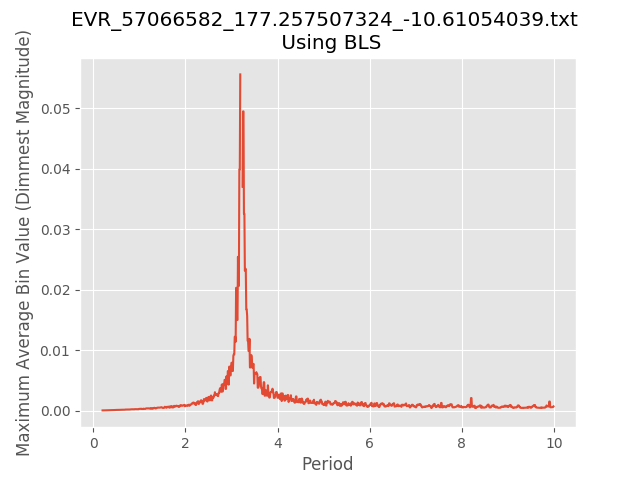 EVR_57066582_177.257507324_-10.61054039.txt
Using BLS
Maximum Average Bin Value (Dimmest Magnitude)
0.05
0.04
0.03
0.02
0.01
0.00
0 2 4 6 8 10
Period